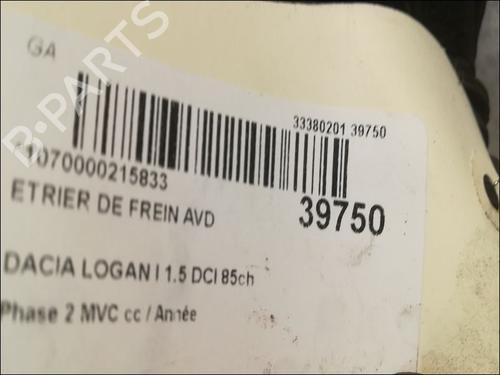 GA
33380201 39750
1070000215833
39750
ETRIER DE FREIN AVD
DACIA LOGAN I 1.5 DCI 85ch
Phase 2 MVC cc / Année
B-PARTS